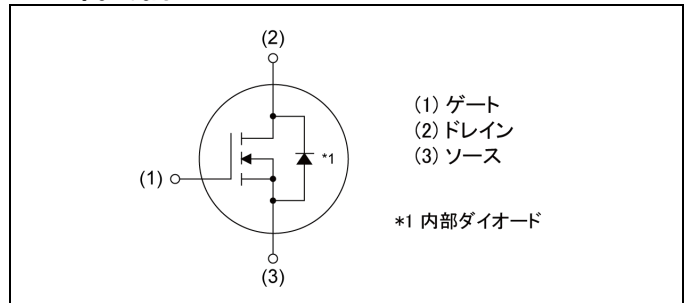 (2)
(1) ゲート
(2) ドレイン
*1
(3) ソース
(1)
*1 内部ダイオード
(3)